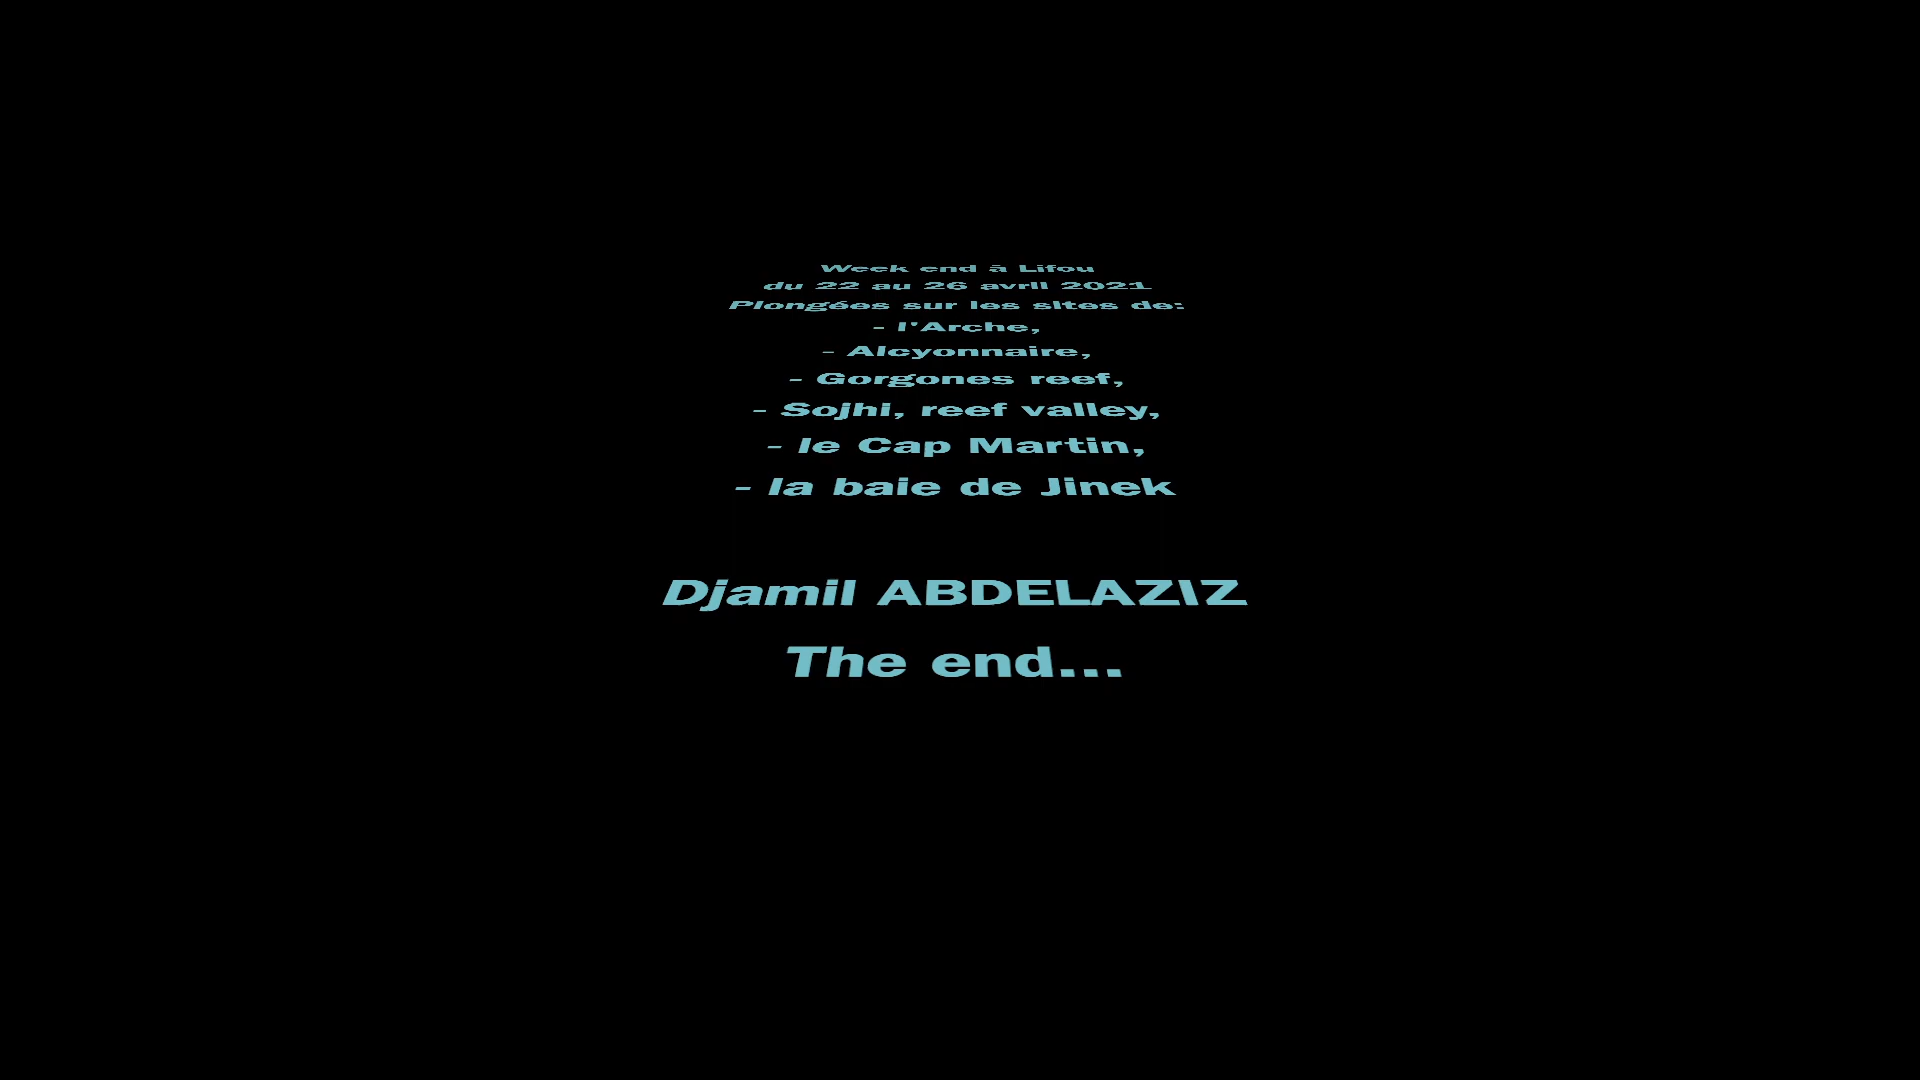 Week end à Lifou
du 22 au 26 avril 2021
Plongées sur les sites de:
- l'Arche,
- Alcyonnaire,
- Gorgones reef,
- Sojhi, reef valley,
- le Cap Martin,
- la baie de Jinek
Djamil ABDELAZIZ
The end...